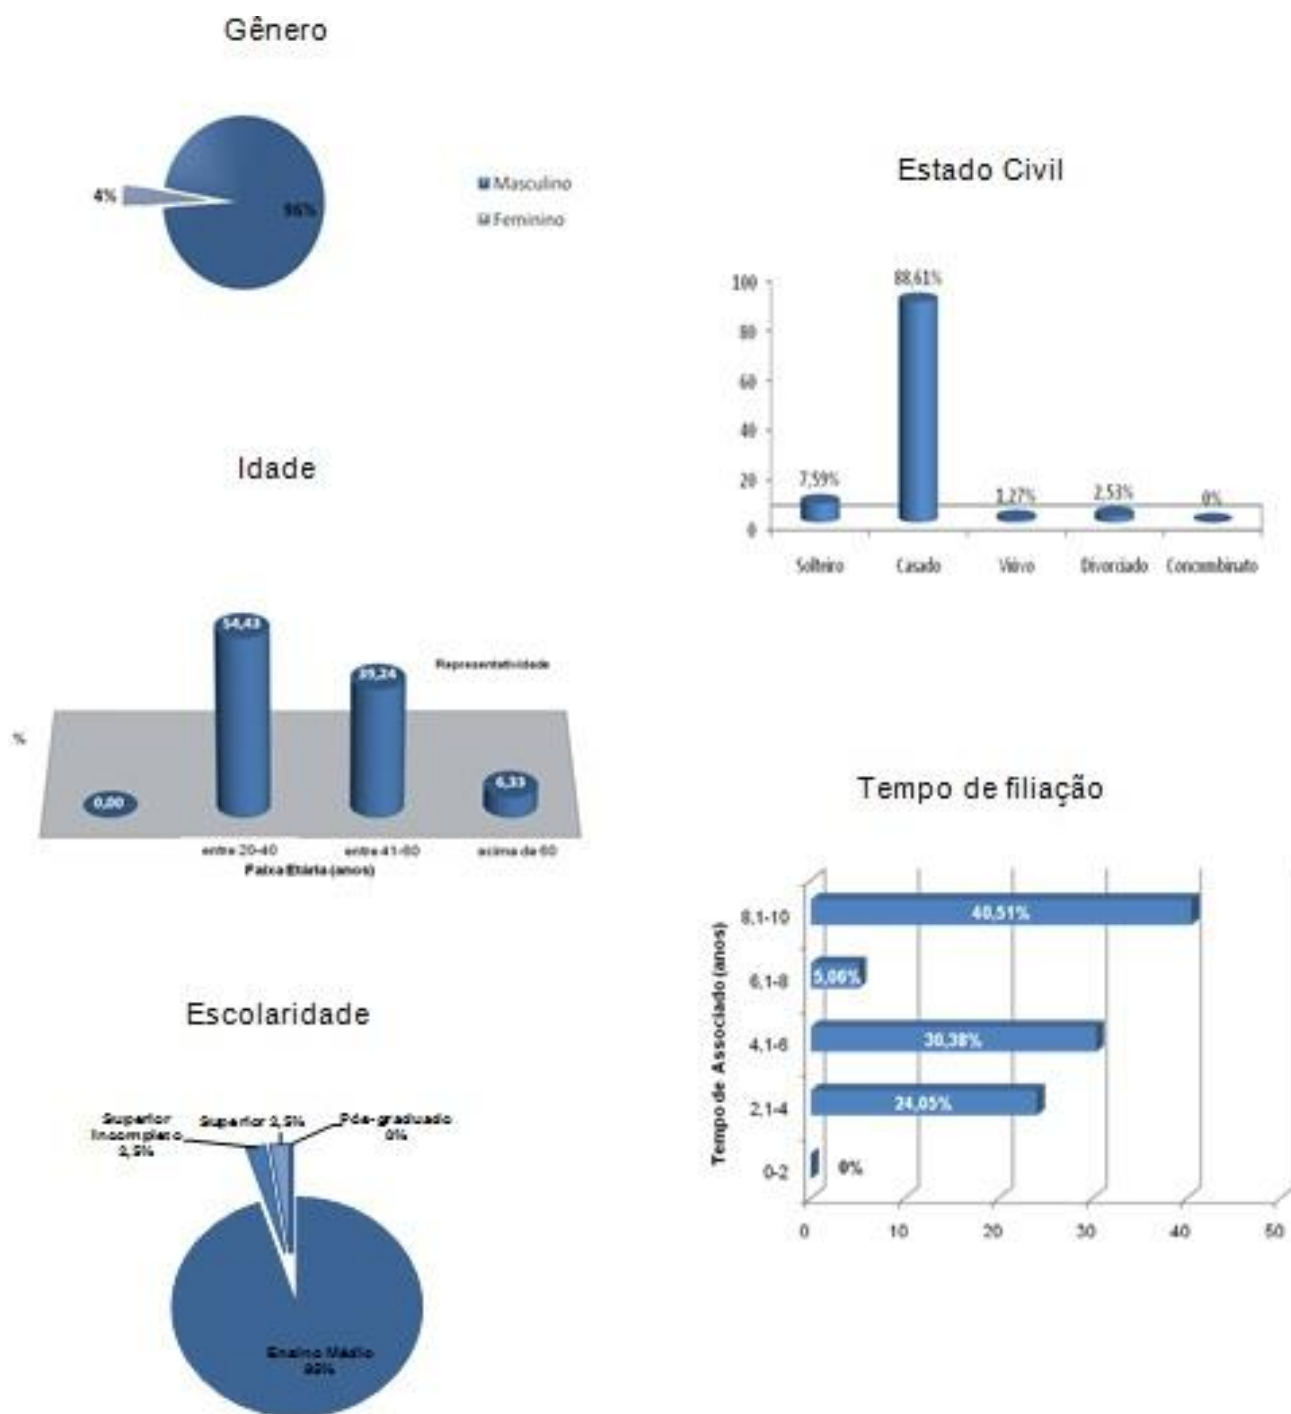 Gênero
4%
96%
Masculino
Feminino
Estado Civil
100
80
60
40
20
0
7,59%
88,61%
1,27%
2,53%
0%
Solteiro
Casado
Viúvo
Divorciado
Concumbinato
Idade
%
0,00
54,43
39,24
6,33
Representatividade
entre 20-40
entre 41-60
acima de 60
Faixa Etária (anos)
Tempo de filiação
Tempo de Associado (anos)
8,1-10
6,1-8
4,1-6
2,1-4
0-2
40,51%
5,06%
30,38%
24,05%
0%
0
10
20
30
40
50
Escolaridade
Superior
Incompleto
2,5%
Superior 2,5%
Pós-graduado
0%
Ensino Médio
95%